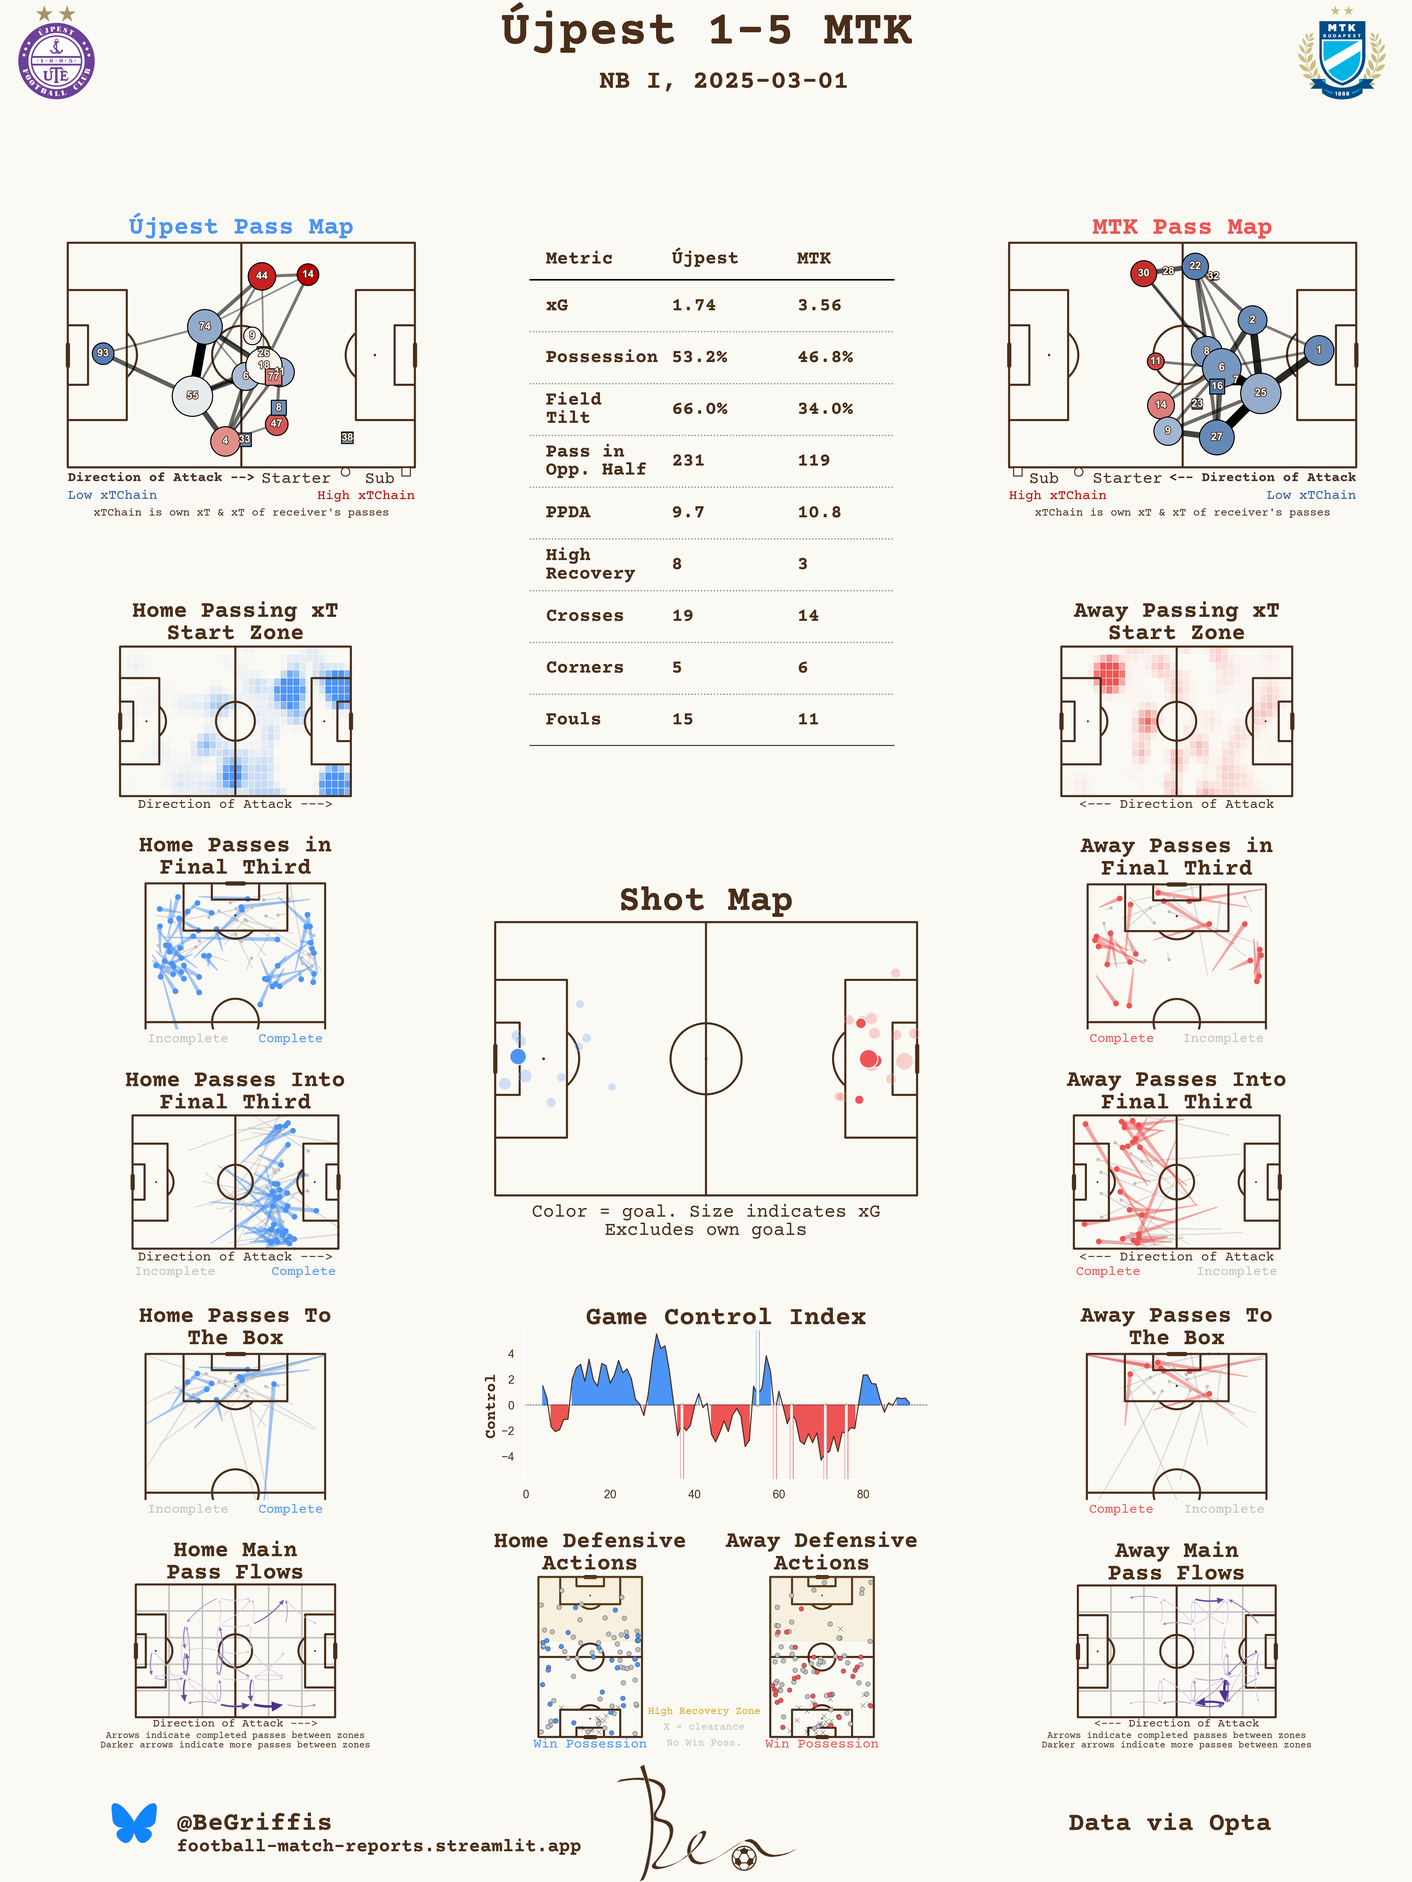 Újpest 1-5 MTK
NB I, 2025-03-01
ÚJPEST
·1·8·8·5·
UTE
FOOTBALL CLUB
MTK
BUDAPEST
1888
Újpest Pass Map
44
14
74
9
93
26
18
6
77
55
8
47
4
33
38
Direction of Attack --> Starter Sub
Low xTChain High xTChain
xTChain is own xT & xT of receiver's passes
Metric Újpest MTK
xG 1.74 3.56
Possession 53.2% 46.8%
Field
Tilt 66.0% 34.0%
Pass in
Opp. Half 231 119
PPDA 9.7 10.8
High
Recovery 8 3
Crosses 19 14
Corners 5 6
Fouls 15 11
MTK Pass Map
30
28
22
32
2
8
1
11
6
7
16
25
14
23
9
27
Sub Starter <-- Direction of Attack
High xTChain Low xTChain
xTChain is own xT & xT of receiver's passes
Home Passing xT
Start Zone
Direction of Attack --->
Away Passing xT
Start Zone
<--- Direction of Attack
Home Passes in
Final Third
Incomplete Complete
Away Passes in
Final Third
Complete Incomplete
Shot Map
Color = goal. Size indicates xG
Excludes own goals
Home Passes Into
Final Third
Direction of Attack --->
Incomplete Complete
Away Passes Into
Final Third
<--- Direction of Attack
Complete Incomplete
Home Passes To
The Box
Incomplete Complete
Game Control Index
Control
4
2
0
−2
−4
0 20 40 60 80
Away Passes To
The Box
Complete Incomplete
Home Main
Pass Flows
Direction of Attack --->
Arrows indicate completed passes between zones
Darker arrows indicate more passes between zones
Home Defensive
Actions
Win Possession
Away Defensive
Actions
Win Possession
High Recovery Zone
X = clearance
No Win Poss.
Away Main
Pass Flows
<--- Direction of Attack
Arrows indicate completed passes between zones
Darker arrows indicate more passes between zones
@BeGriffis
football-match-reports.streamlit.app
Ben
Data via Opta